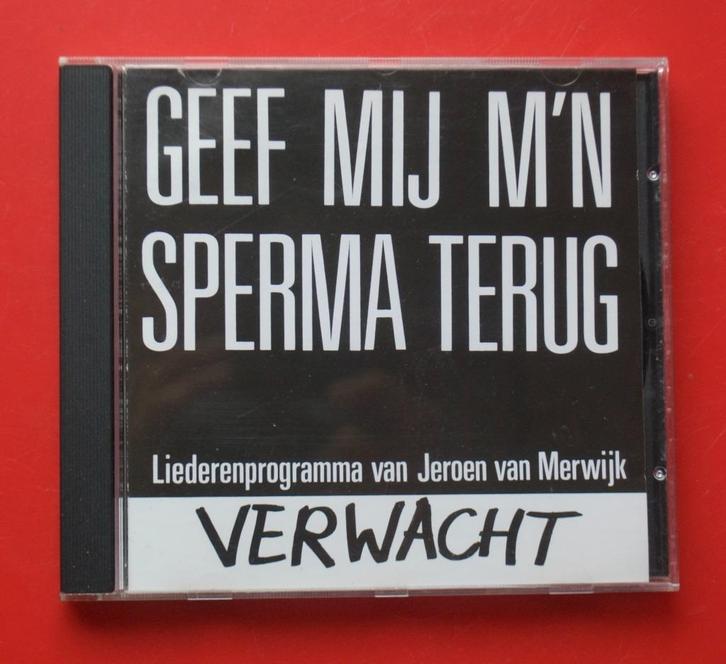 GEEF MIJ M'N
SPERMA TERUG
Liederenprogramma van Jeroen van Merwijk
VERWACHT